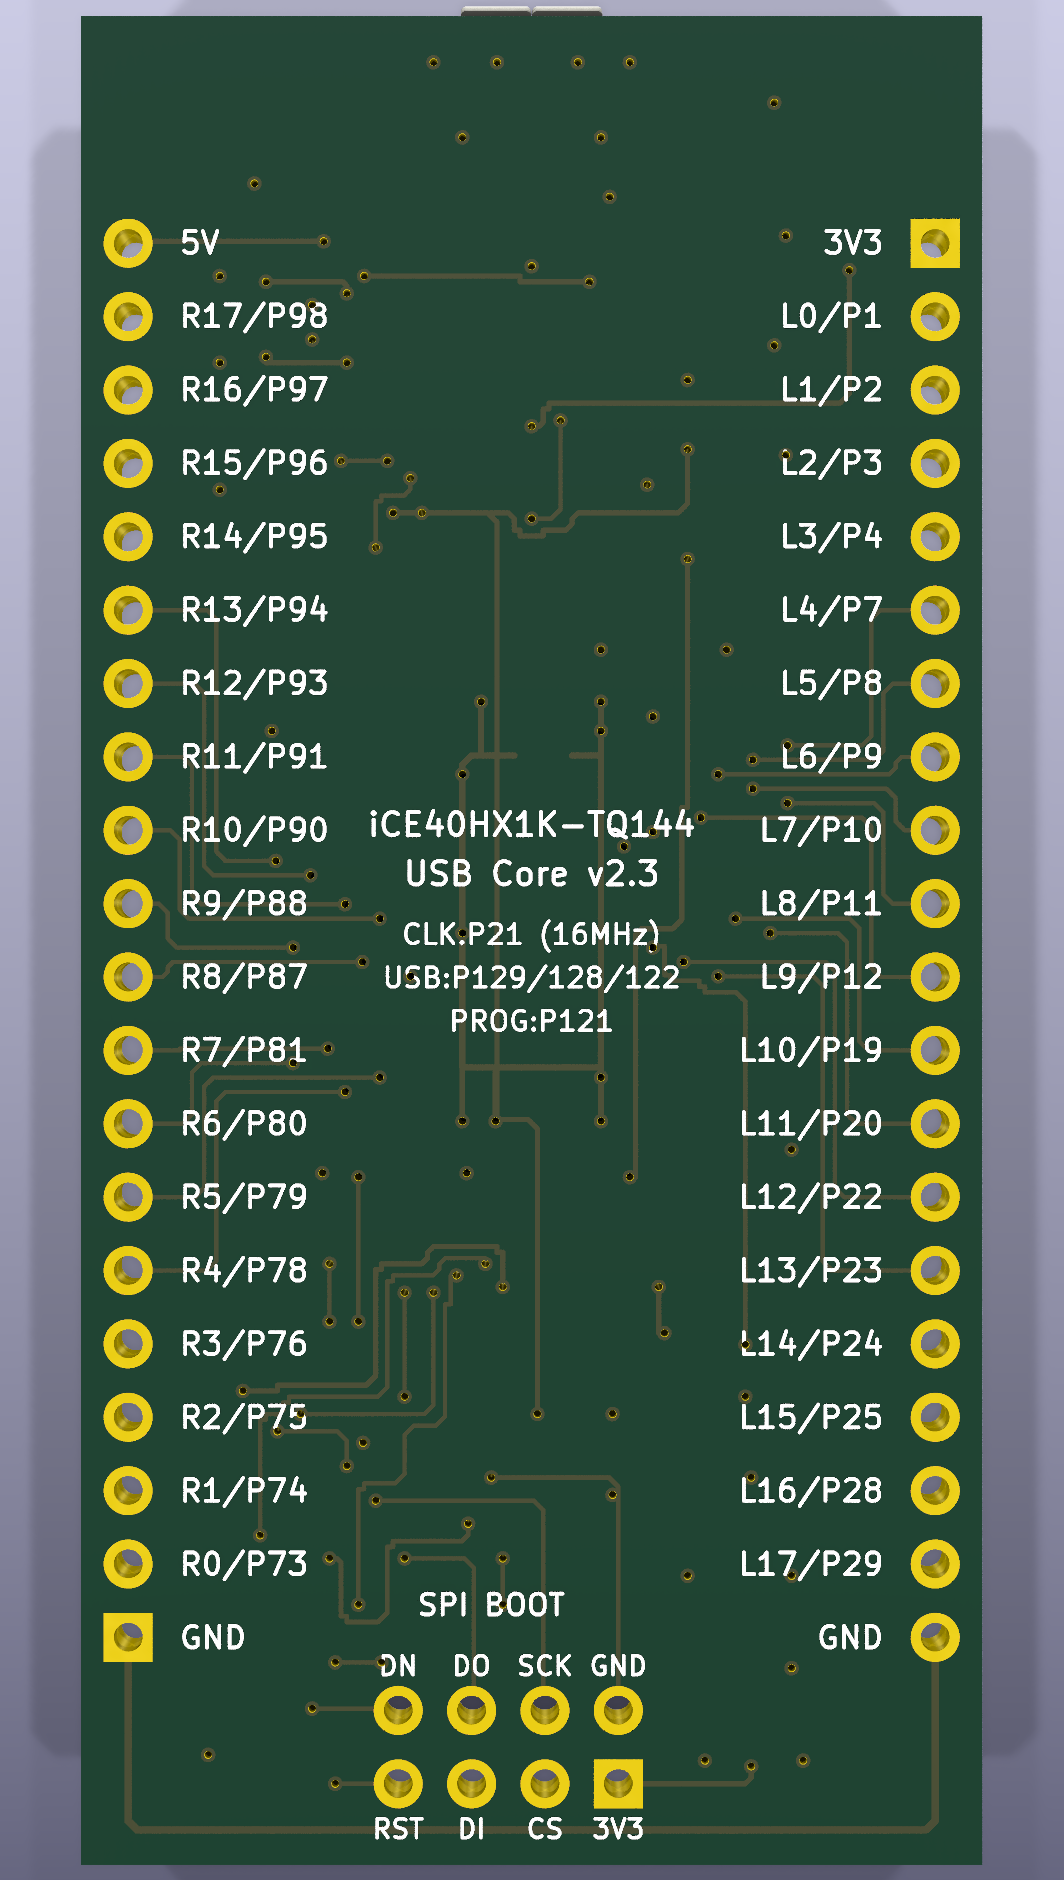 5V 3V3
R17/P98 L0/P1
R16/P97 L1/P2
R15/P96 L2/P3
R14/P95 L3/P4
R13/P94 L4/P7
R12/P93 L5/P8
R11/P91 L6/P9
R10/P90 L7/P10
iCE40HX1K-TQ144
USB Core v2.3
R9/P88 L8/P11
CLK:P21 (16MHz)
R8/P87 L9/P12
USB:P129/128/122
PROG:P121
R7/P81 L10/P19
R6/P80 L11/P20
R5/P79 L12/P22
R4/P78 L13/P23
R3/P76 L14/P24
R2/P75 L15/P25
R1/P74 L16/P28
R0/P73 L17/P29
SPI BOOT
GND GND
DN DO SCK GND
RST DI CS 3V3